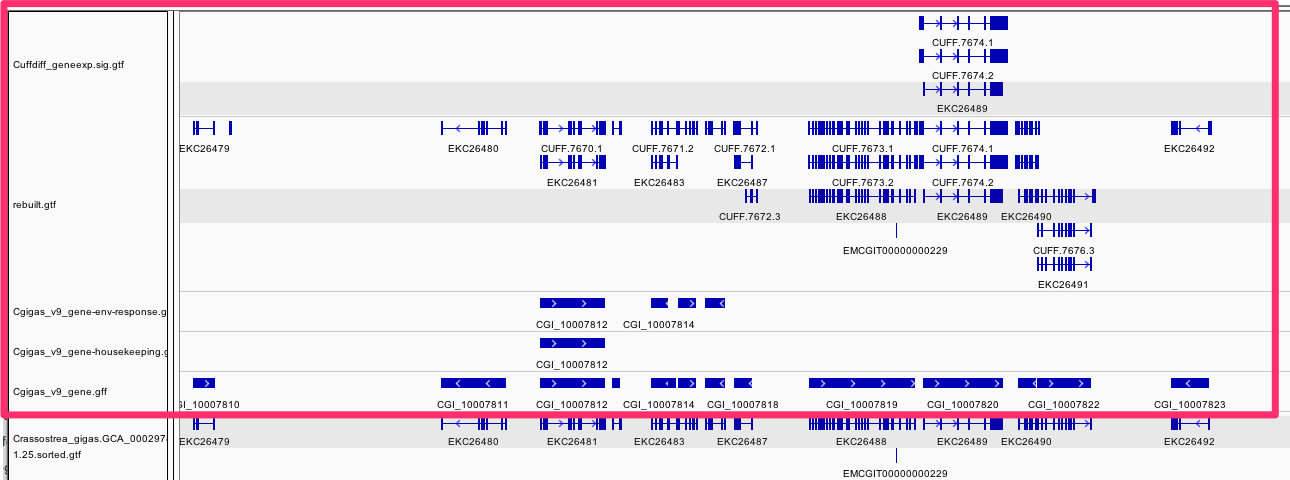 CUFF.7674.1
Cuffdiff_geneexp.sig.gtf
CUFF.7674.2
EKC26489
EKC26479 EKC26480 CUFF.7670.1 CUFF.7671.2 CUFF.7672.1 CUFF.7673.1 CUFF.7674.1 EKC26492
EKC26481 EKC26483 EKC26487 CUFF.7673.2 CUFF.7674.2
rebuilt.gtf
CUFF.7672.3 EKC26488 EKC26489 EKC26490
EMCGIT00000000229 CUFF.7676.3
EKC26491
Cgigas_v9_gene-env-response.g
CGI_10007812 CGI_10007814
Cgigas_v9_gene-housekeeping.g
CGI_10007812
Cgigas_v9_gene.gff
GI_10007810 CGI_10007811 CGI_10007812 CGI_10007814 CGI_10007818 CGI_10007819 CGI_10007820 CGI_10007822 CGI_10007823
Crassostrea_gigas.GCA_000297
EKC26479 EKC26480 EKC26481 EKC26483 EKC26487 EKC26488 EKC26489 EKC26490 EKC26492
1.25.sorted.gtf
EMCGIT00000000229